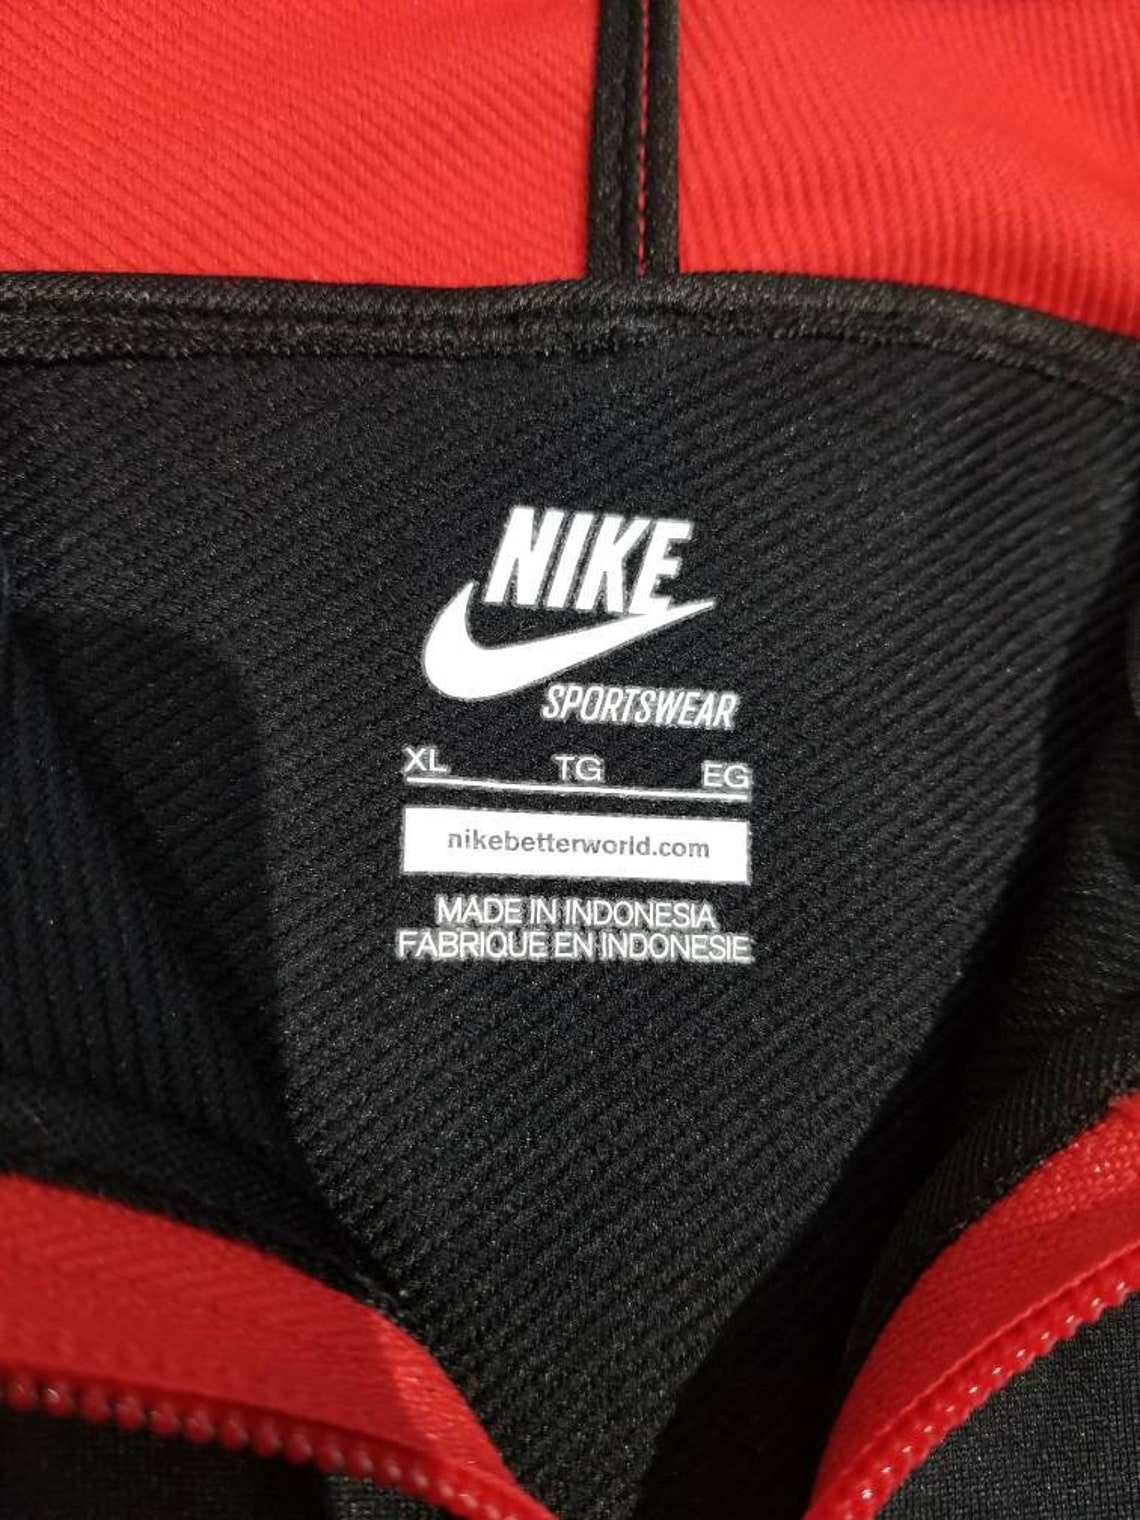 NIKE
SPORTSWEAR
XL TG EG
nikebetterworld.com
MADE IN INDONESIA
FABRIQUE EN INDONESIE